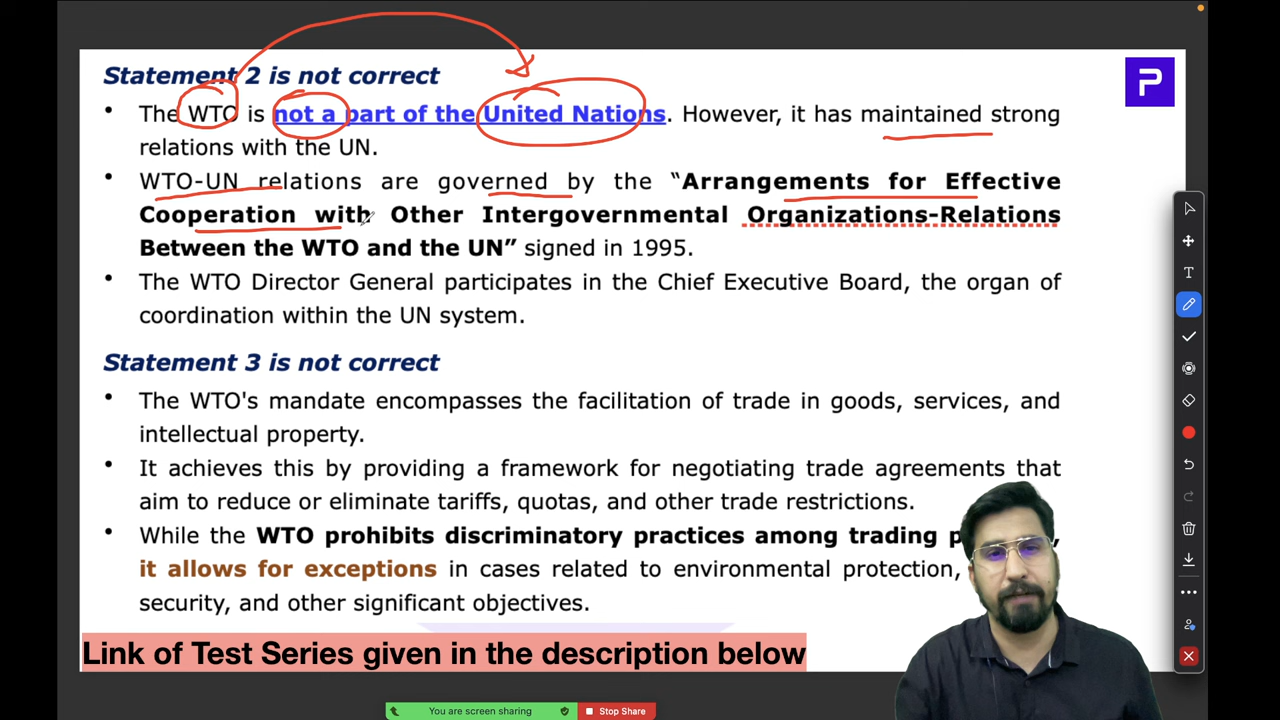 Statement 2 is not correct
• The WTO is not a part of the United Nations. However, it has maintained strong
relations with the UN.
• WTO-UN relations are governed by the “Arrangements for Effective
Cooperation with Other Intergovernmental Organizations-Relations
Between the WTO and the UN” signed in 1995.
• The WTO Director General participates in the Chief Executive Board, the organ of
coordination within the UN system.
Statement 3 is not correct
• The WTO's mandate encompasses the facilitation of trade in goods, services, and
intellectual property.
• It achieves this by providing a framework for negotiating trade agreements that
aim to reduce or eliminate tariffs, quotas, and other trade restrictions.
• While the WTO prohibits discriminatory practices among trading
it allows for exceptions in cases related to environmental protection,
security, and other significant objectives.
Link of Test Series given in the description below
You are screen sharing
Stop Share
P
T